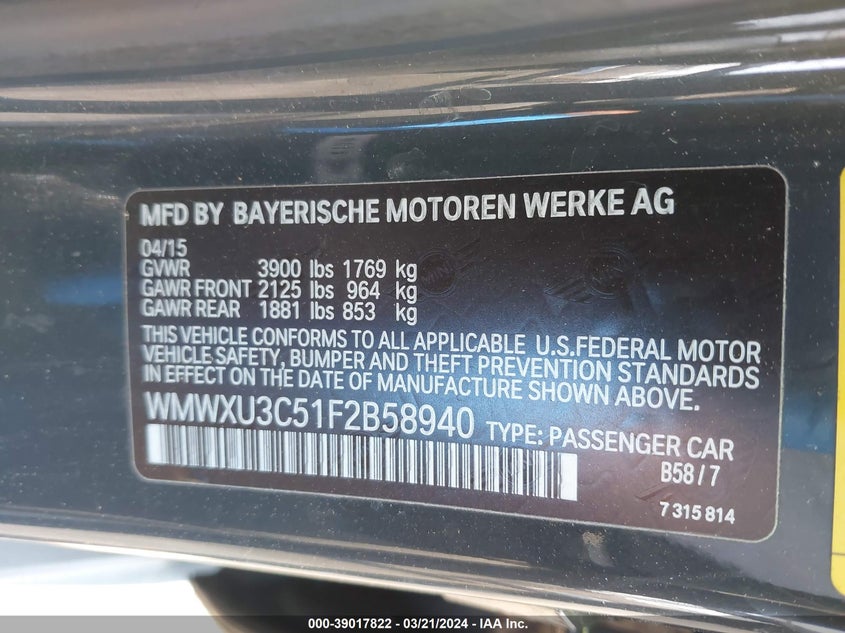 MFD BY BAYERISCHE MOTOREN WERKE AG
04/15
GVWR 3900 lbs 1769 kg
GAWR FRONT 2125 lbs 964 kg
GAWR REAR 1881 lbs 853 kg
THIS VEHICLE CONFORMS TO ALL APPLICABLE U.S.FEDERAL MOTOR
VEHICLE SAFETY, BUMPER AND THEFT PREVENTION STANDARDS
IN EFFECT ON THE DATE OF MANUFACTURE SHOWN ABOVE.
WMWXU3C51F2B58940 TYPE: PASSENGER CAR
B58/7
7 315 814
000-39017822 - 03/21/2024 - IAA Inc.